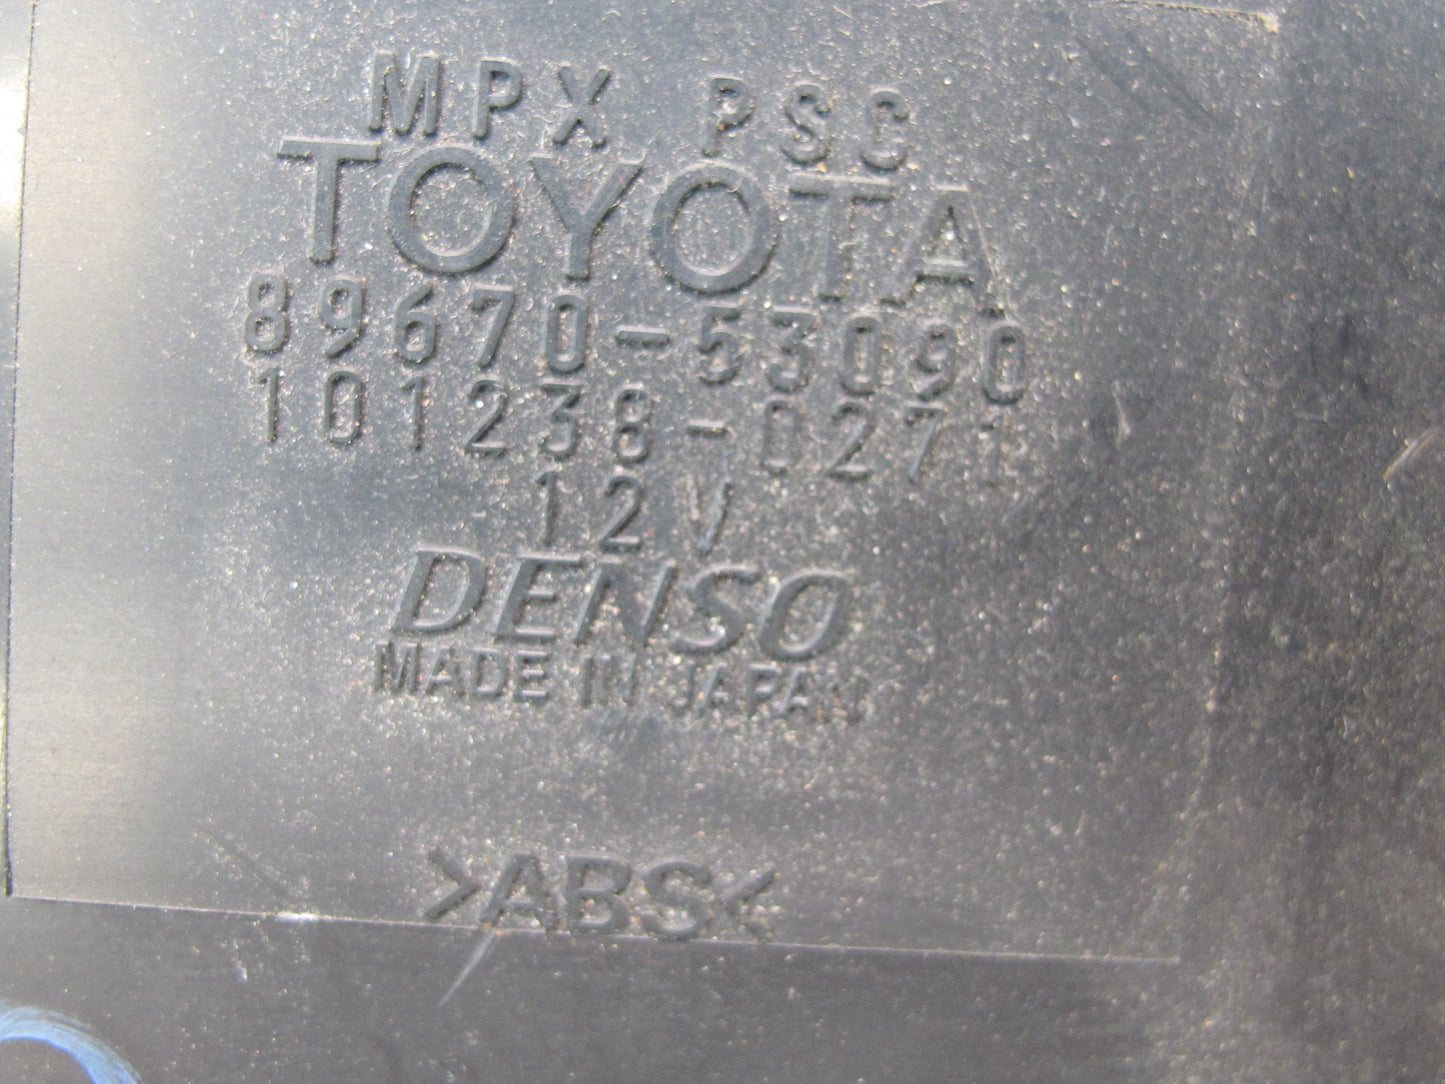 MPX PSC
TOYOTA
89670-53090
101238-0271
12V
DENSO
MADE IN JAPAN
>ABS<